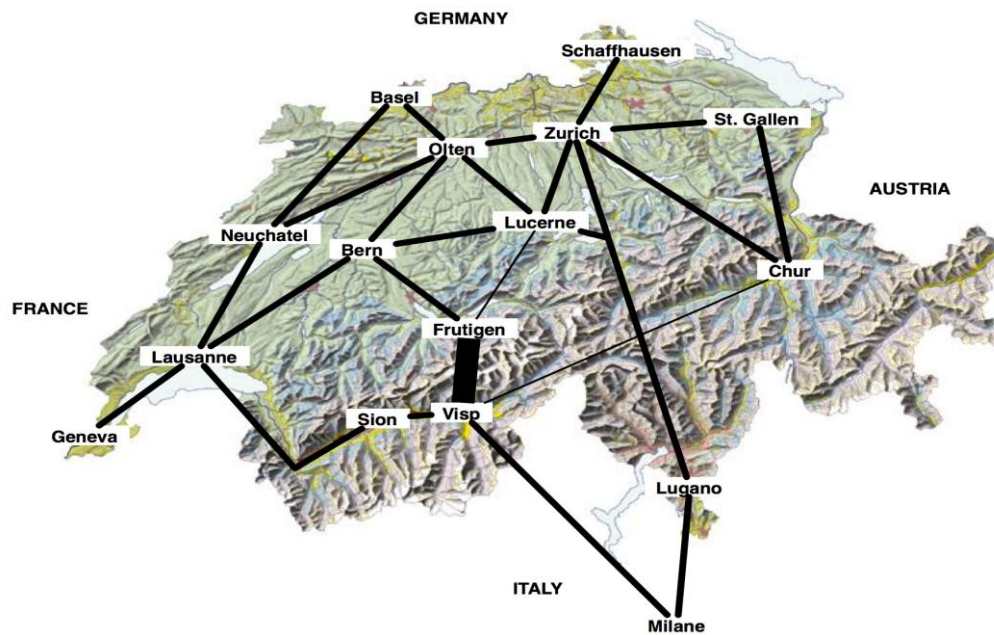 GERMANY
Schaffhausen
Basel
St. Gallen
Zurich
Olten
AUSTRIA
Lucerne
Neuchatel
Bern
Chur
FRANCE
Frutigen
Lausanne
Sion
Visp
Geneva
Lugano
ITALY
Milane